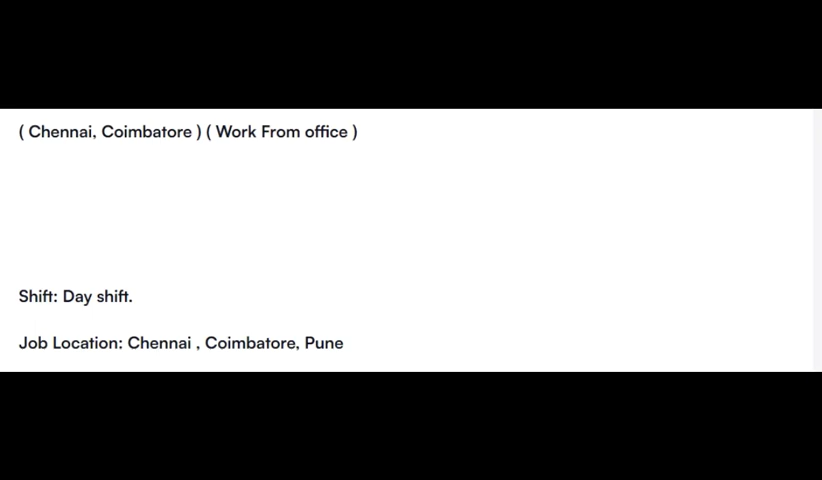 ( Chennai, Coimbatore ) ( Work From office )
Shift: Day shift.
Job Location: Chennai , Coimbatore, Pune